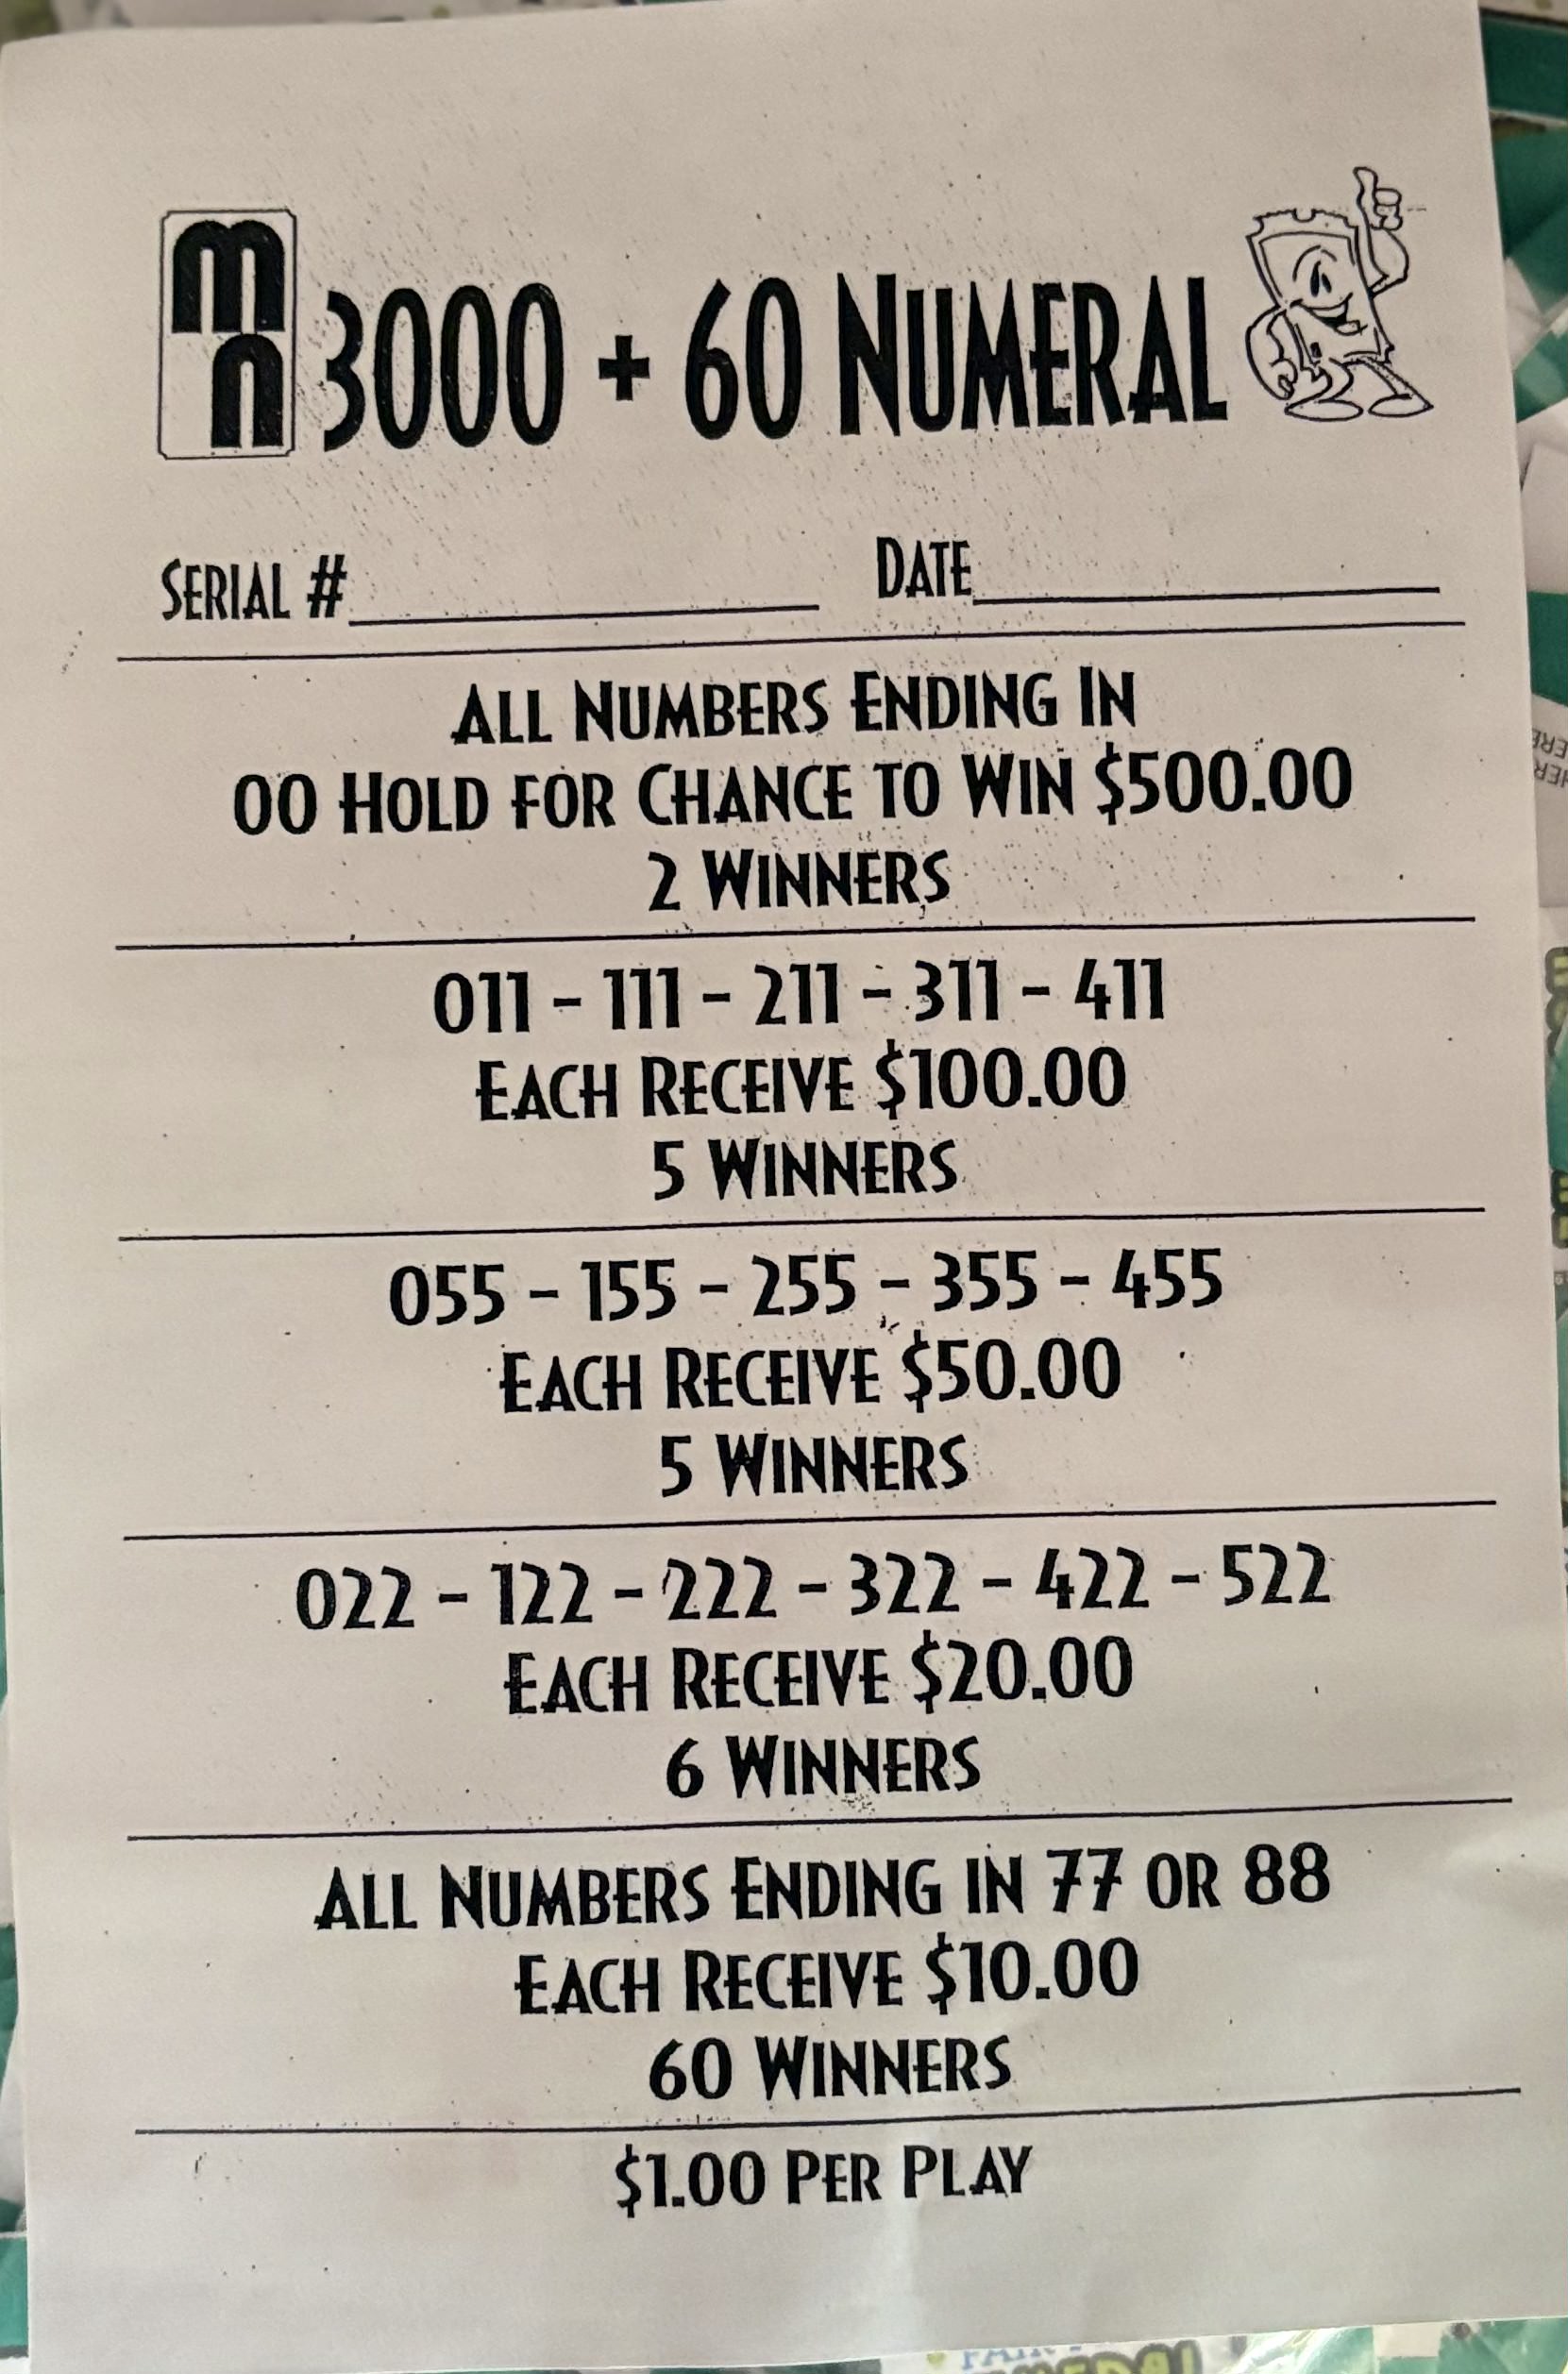 mn 3000 + 60 NUMERAL
SERIAL #__________ DATE__________
ALL NUMBERS ENDING IN
00 HOLD FOR CHANCE TO WIN $500.00
2 WINNERS
011 – 111 – 211 – 311 – 411
EACH RECEIVE $100.00
5 WINNERS
055 – 155 – 255 – 355 – 455
EACH RECEIVE $50.00
5 WINNERS
022 – 122 – 222 – 322 – 422 – 522
EACH RECEIVE $20.00
6 WINNERS
ALL NUMBERS ENDING IN 77 OR 88
EACH RECEIVE $10.00
60 WINNERS
$1.00 PER PLAY